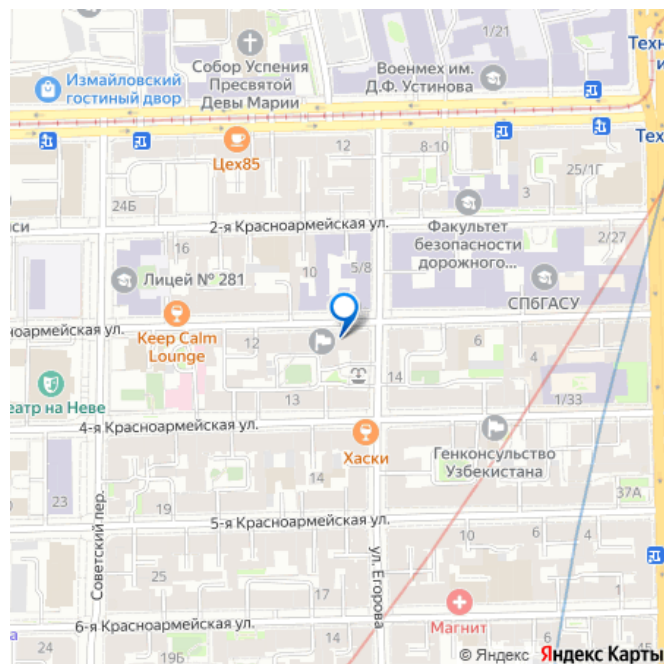 1/21
Техн
и
Собор Успения
Пресвятой
Девы Марии
Военмех им.
Д.Ф. Устинова
Измайловский
гостиный двор
Тех
Цех85
12
8-10
25/1Г
3
24Б
2-я Красноармейская ул.
си
16
Факультет
безопасности
дорожного...
2/27
5/8
10
Лицей № 281
СПбГАСУ
ноармейская ул.
Keep Calm
Lounge
12
6
4
14
13
1/33
еатр на Неве
4-я Красноармейская ул.
Хаски
Генконсульство
Узбекистана
14
23
37А
19
5-я Красноармейская ул.
6
4
Советский пер.
ул. Егорова
25
10
6
Магнит
6-я Красноармейская ул.
а
24
19Б
© Яндекс Яндекс Карты